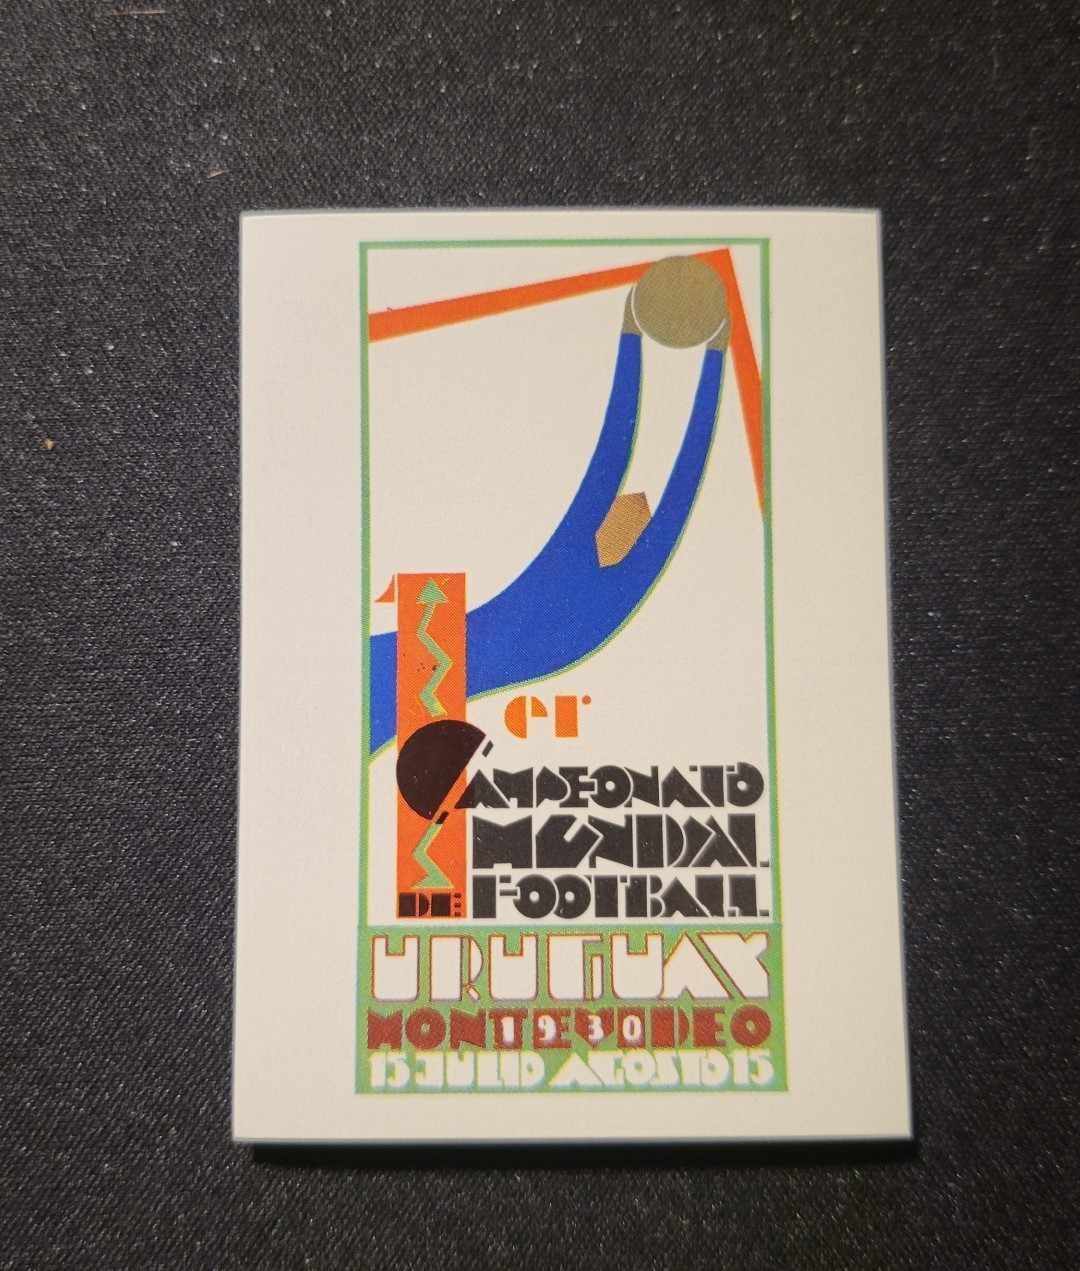 1er
CAMPEONATO
MUNDIAL
DE FOOTBALL
URUGUAY
MONTEVIDEO
1930
15 JULIO AGOSTO 15